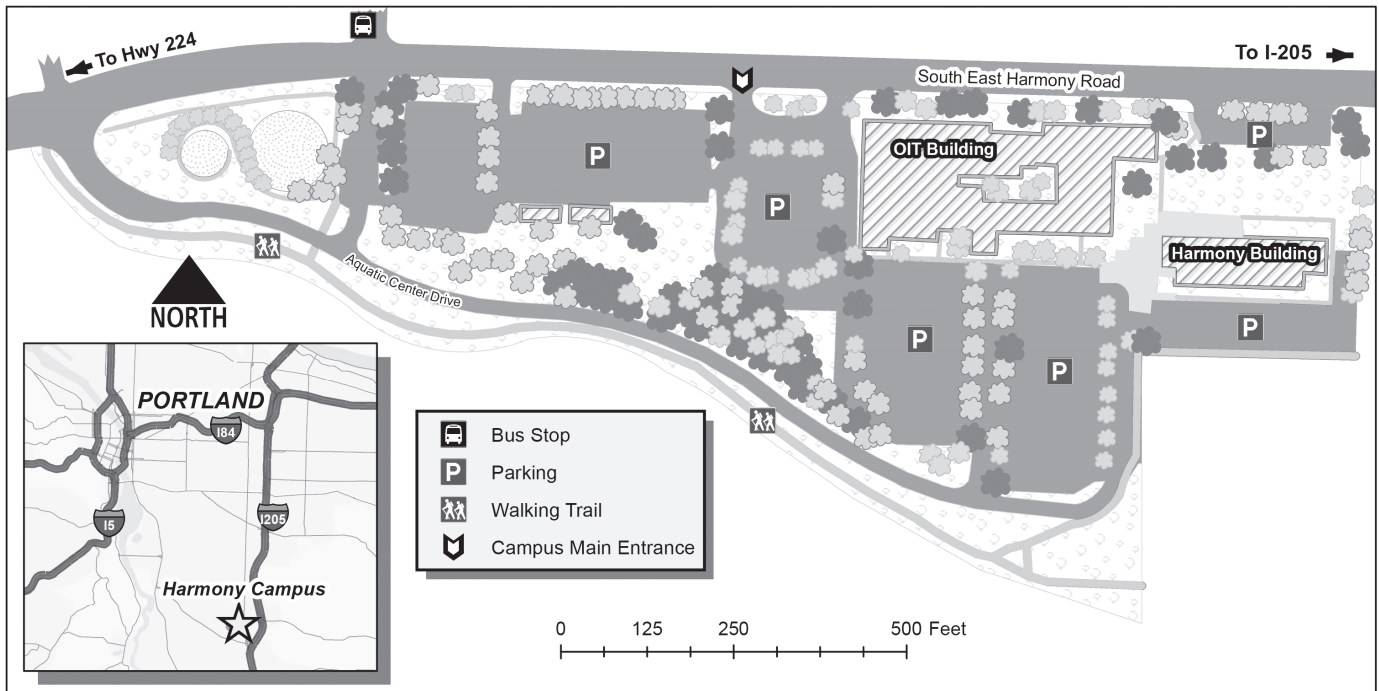 To Hwy 224
To I-205
South East Harmony Road
P
OIT Building
P
P
Harmony Building
Aquatic Center Drive
NORTH
P
P
P
PORTLAND
I84
I5
I205
Harmony Campus
Bus Stop
P
Parking
Walking Trail
Campus Main Entrance
0 125 250 500 Feet